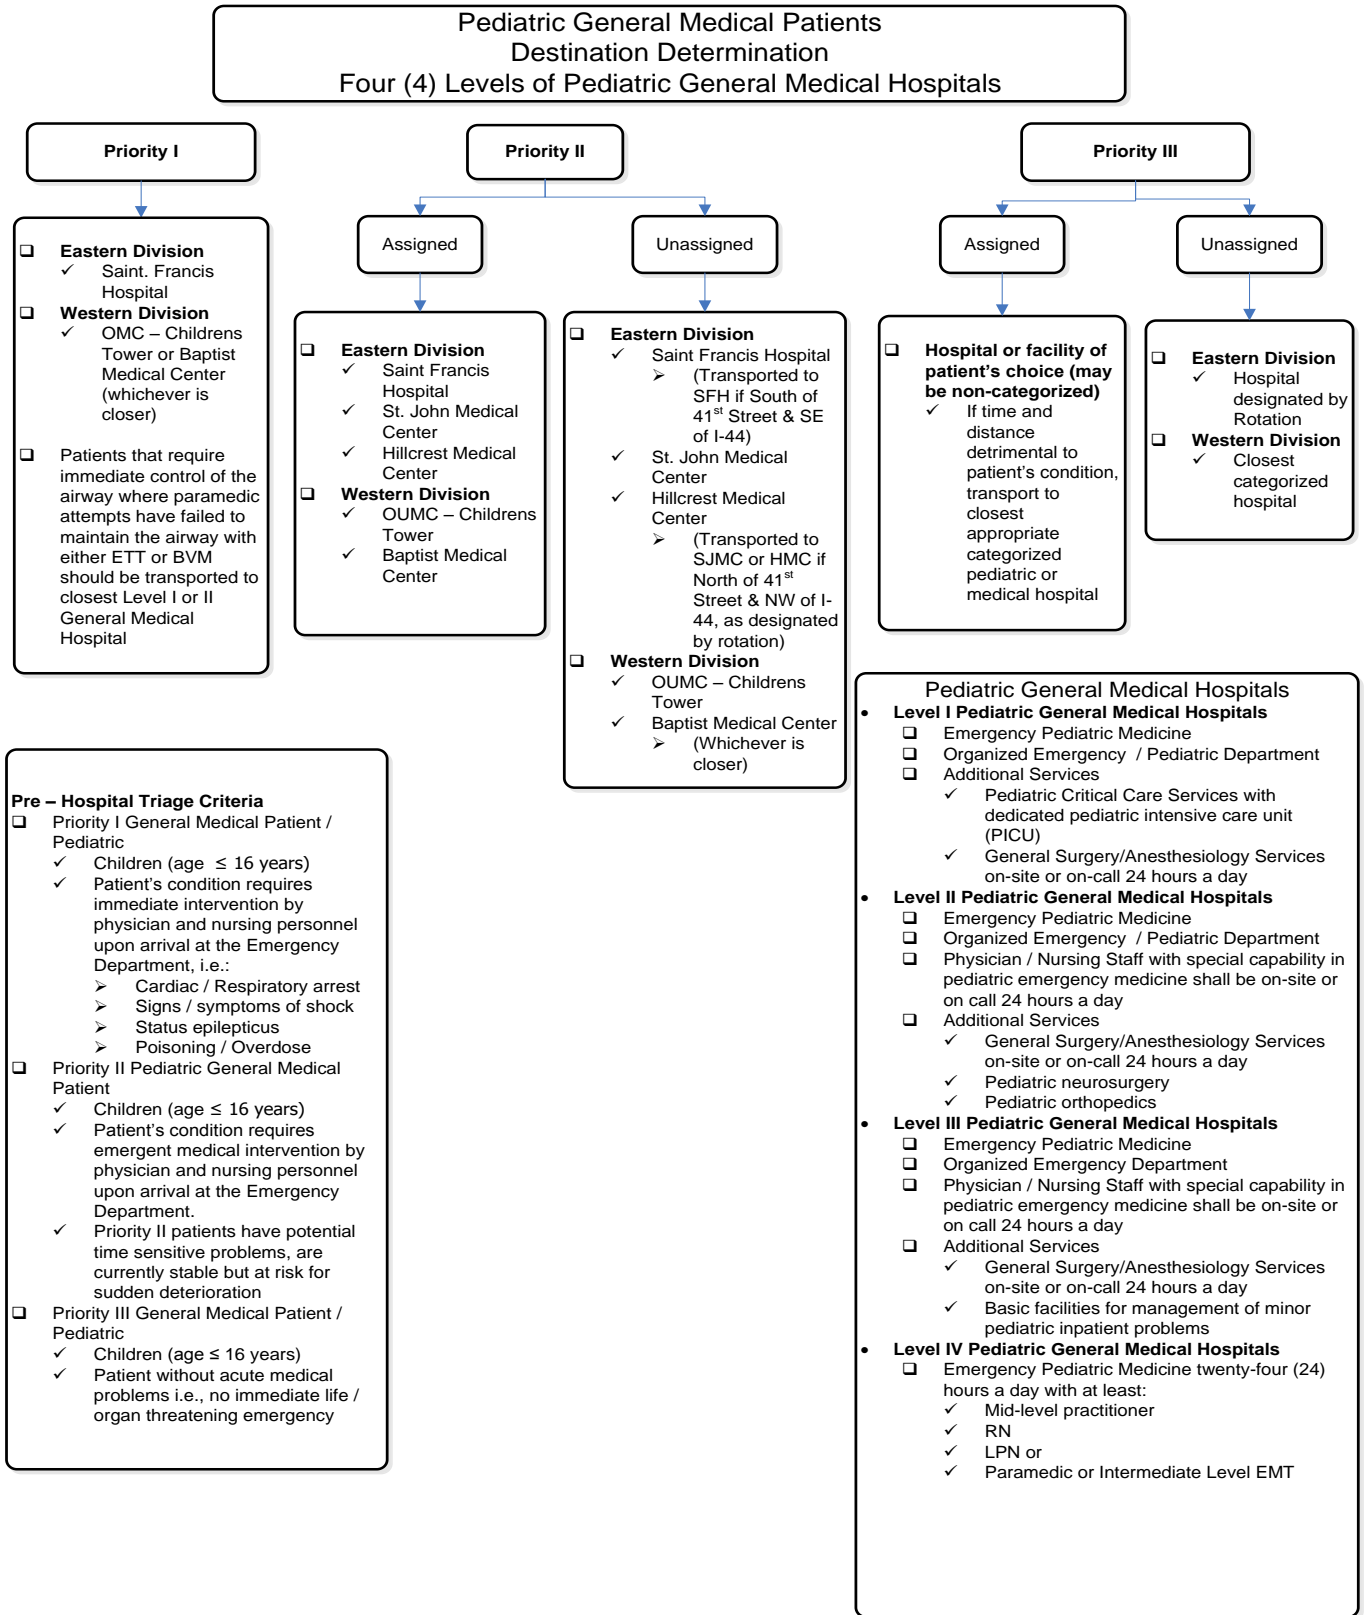 Pediatric General Medical Patients
Destination Determination
Four (4) Levels of Pediatric General Medical Hospitals
Priority I
❑ Eastern Division
✓ Saint. Francis
Hospital
❑ Western Division
✓ OMC – Childrens
Tower or Baptist
Medical Center
(whichever is
closer)
❑ Patients that require
immediate control of the
airway where paramedic
attempts have failed to
maintain the airway with
either ETT or BVM
should be transported to
closest Level I or II
General Medical
Hospital
Priority II
Assigned
❑ Eastern Division
✓ Saint Francis
Hospital
✓ St. John Medical
Center
✓ Hillcrest Medical
Center
❑ Western Division
✓ OUMC – Childrens
Tower
✓ Baptist Medical
Center
Unassigned
❑ Eastern Division
✓ Saint Francis Hospital
➢ (Transported to
SFH if South of
41st Street & SE
of I-44)
✓ St. John Medical
Center
✓ Hillcrest Medical
Center
➢ (Transported to
SJMC or HMC if
North of 41st
Street & NW of I-
44, as designated
by rotation)
❑ Western Division
✓ OUMC – Childrens
Tower
✓ Baptist Medical Center
➢ (Whichever is
closer)
Priority III
Assigned
❑ Hospital or facility of
patient’s choice (may
be non-categorized)
✓ If time and
distance
detrimental to
patient’s condition,
transport to
closest
appropriate
categorized
pediatric or
medical hospital
Unassigned
❑ Eastern Division
✓ Hospital
designated by
Rotation
❑ Western Division
✓ Closest
categorized
hospital
Pre – Hospital Triage Criteria
❑ Priority I General Medical Patient /
Pediatric
✓ Children (age ≤ 16 years)
✓ Patient’s condition requires
immediate intervention by
physician and nursing personnel
upon arrival at the Emergency
Department, i.e.:
➢ Cardiac / Respiratory arrest
➢ Signs / symptoms of shock
➢ Status epilepticus
➢ Poisoning / Overdose
❑ Priority II Pediatric General Medical
Patient
✓ Children (age ≤ 16 years)
✓ Patient’s condition requires
emergent medical intervention by
physician and nursing personnel
upon arrival at the Emergency
Department.
✓ Priority II patients have potential
time sensitive problems, are
currently stable but at risk for
sudden deterioration
❑ Priority III General Medical Patient /
Pediatric
✓ Children (age ≤ 16 years)
✓ Patient without acute medical
problems i.e., no immediate life /
organ threatening emergency
Pediatric General Medical Hospitals
• Level I Pediatric General Medical Hospitals
❑ Emergency Pediatric Medicine
❑ Organized Emergency / Pediatric Department
❑ Additional Services
✓ Pediatric Critical Care Services with
dedicated pediatric intensive care unit
(PICU)
✓ General Surgery/Anesthesiology Services
on-site or on-call 24 hours a day
• Level II Pediatric General Medical Hospitals
❑ Emergency Pediatric Medicine
❑ Organized Emergency / Pediatric Department
❑ Physician / Nursing Staff with special capability in
pediatric emergency medicine shall be on-site or
on call 24 hours a day
❑ Additional Services
✓ General Surgery/Anesthesiology Services
on-site or on-call 24 hours a day
✓ Pediatric neurosurgery
✓ Pediatric orthopedics
• Level III Pediatric General Medical Hospitals
❑ Emergency Pediatric Medicine
❑ Organized Emergency Department
❑ Physician / Nursing Staff with special capability in
pediatric emergency medicine shall be on-site or
on call 24 hours a day
❑ Additional Services
✓ General Surgery/Anesthesiology Services
on-site or on-call 24 hours a day
✓ Basic facilities for management of minor
pediatric inpatient problems
• Level IV Pediatric General Medical Hospitals
❑ Emergency Pediatric Medicine twenty-four (24)
hours a day with at least:
✓ Mid-level practitioner
✓ RN
✓ LPN or
✓ Paramedic or Intermediate Level EMT